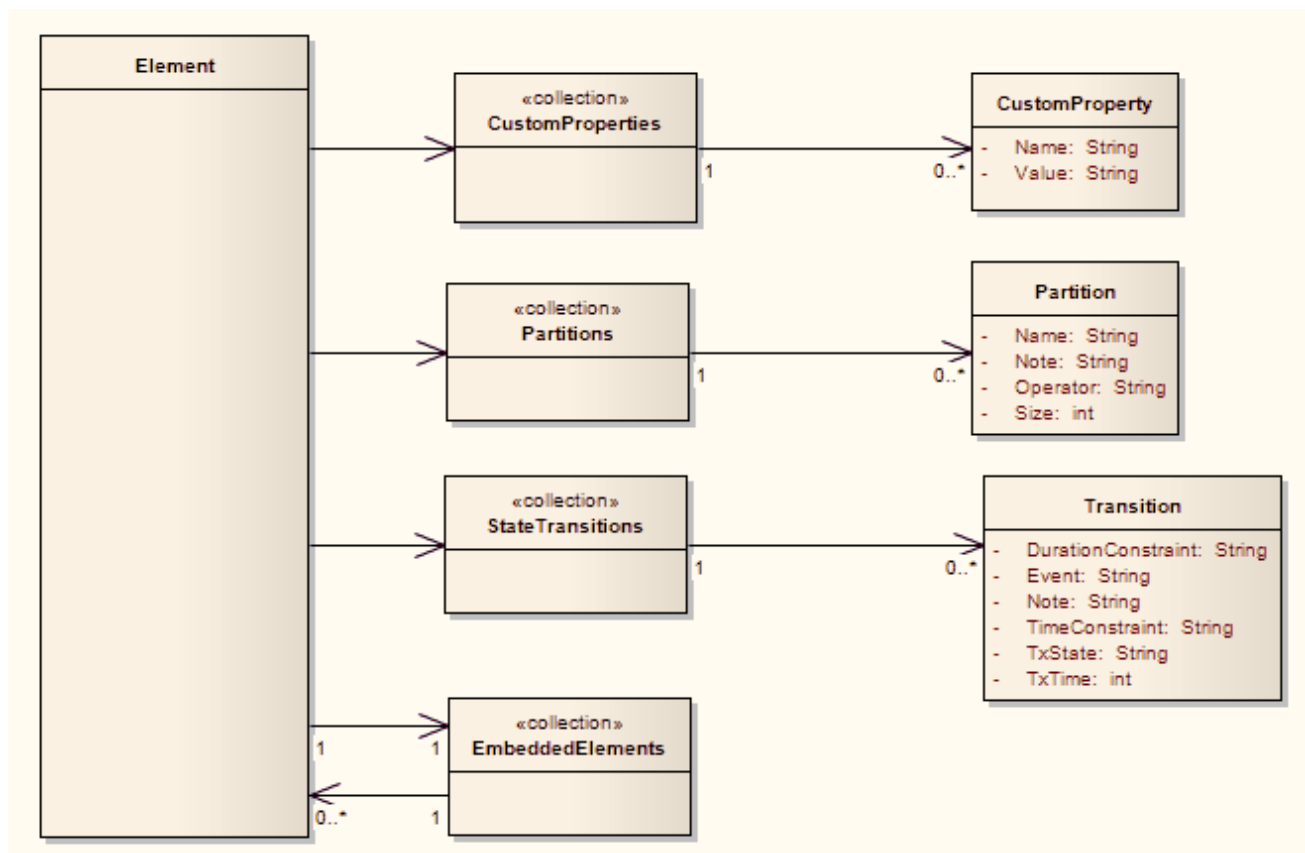 Element
«collection»
CustomProperties
1
0..*
CustomProperty
- Name: String
- Value: String
«collection»
Partitions
1
0..*
Partition
- Name: String
- Note: String
- Operator: String
- Size: int
«collection»
StateTransitions
1
0..*
Transition
- DurationConstraint: String
- Event: String
- Note: String
- TimeConstraint: String
- TxState: String
- TxTime: int
1
1
«collection»
EmbeddedElements
0..*
1